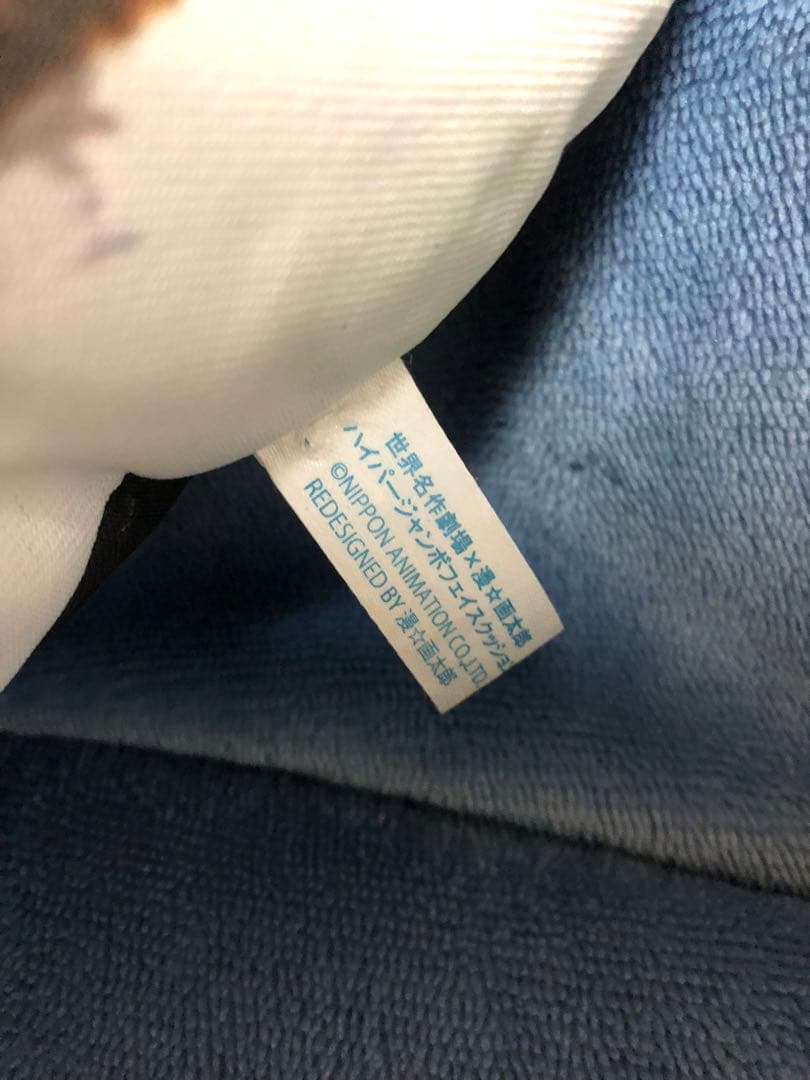 世界名作劇場×漫☆画太郎
ハイパージャンボフェイスクッション
©NIPPON ANIMATION CO.,LTD.
REDESIGNED BY 漫☆画太郎